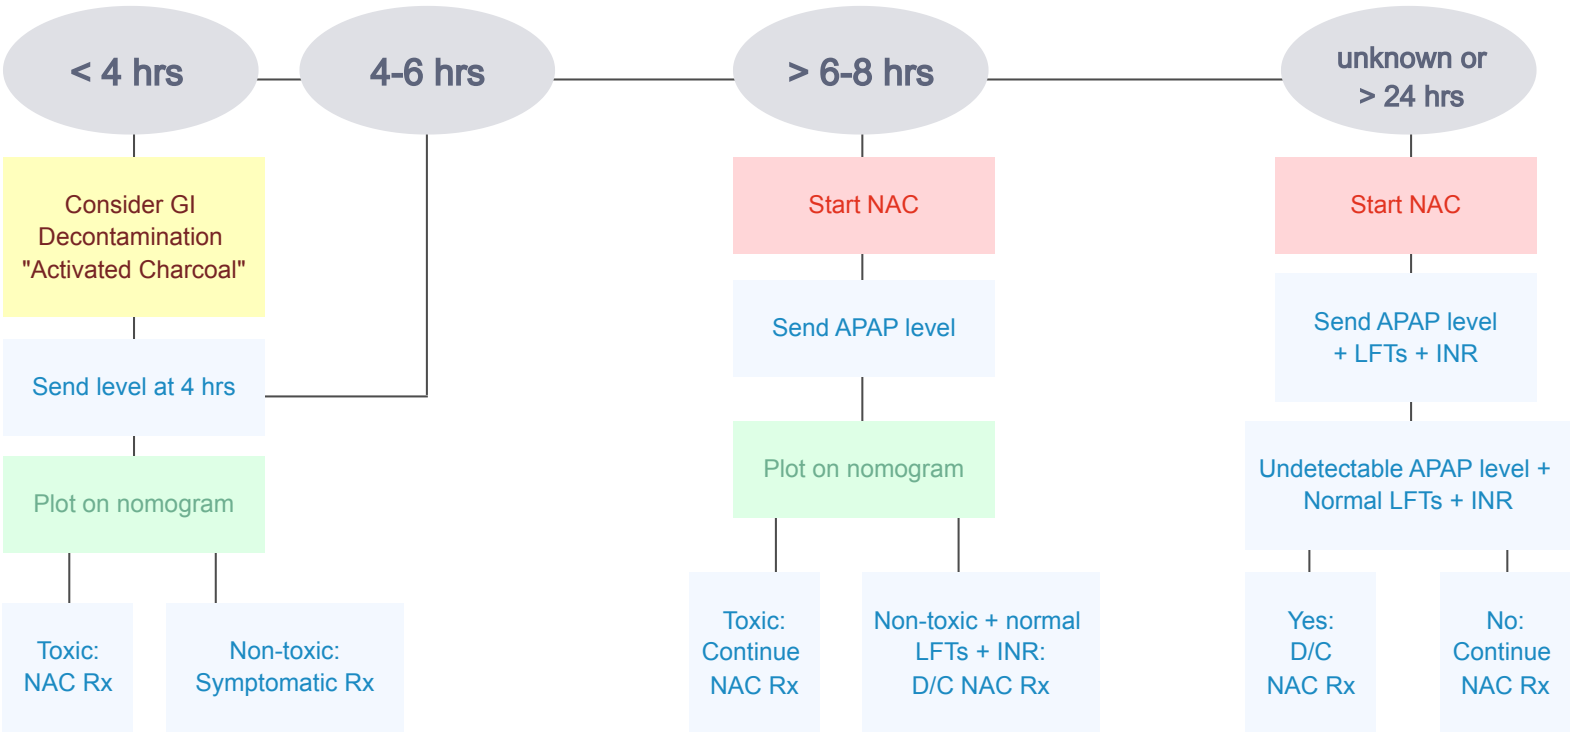 < 4 hrs
4-6 hrs
> 6-8 hrs
unknown or
> 24 hrs
Consider GI
Decontamination
"Activated Charcoal"
Send level at 4 hrs
Plot on nomogram
Toxic:
NAC Rx
Non-toxic:
Symptomatic Rx
Start NAC
Send APAP level
Plot on nomogram
Toxic:
Continue
NAC Rx
Non-toxic + normal
LFTs + INR:
D/C NAC Rx
Start NAC
Send APAP level
+ LFTs + INR
Undetectable APAP level +
Normal LFTs + INR
Yes:
D/C
NAC Rx
No:
Continue
NAC Rx